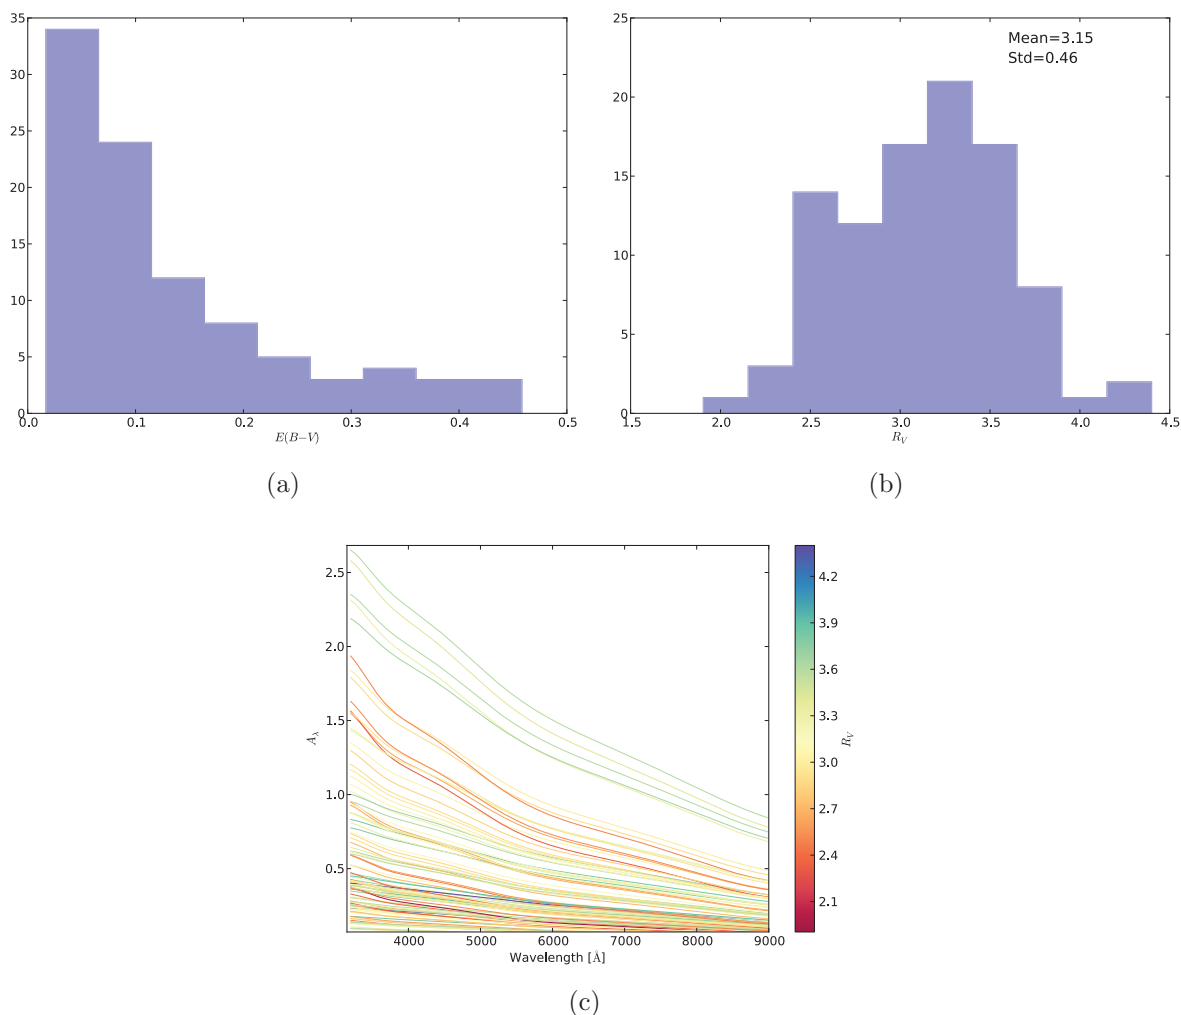 35
30
25
20
15
10
5
0
0.0 0.1 0.2 0.3 0.4 0.5
E(B−V)
(a)
25
20
15
10
5
0
1.5 2.0 2.5 3.0 3.5 4.0 4.5
R_V
Mean=3.15
Std=0.46
(b)
2.5
2.0
1.5
1.0
0.5
A_λ
4000 5000 6000 7000 8000 9000
Wavelength [Å]
4.2
3.9
3.6
3.3
3.0
2.7
2.4
2.1
R_V
(c)